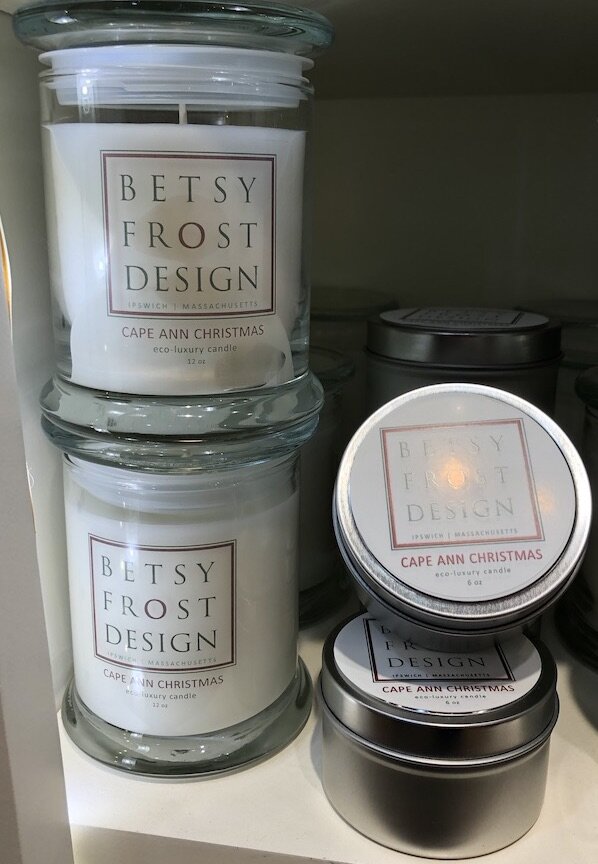 BETSY
FROST
DESIGN
IPSWICH | MASSACHUSETTS
CAPE ANN CHRISTMAS
eco-luxury candle
12 oz
BETSY
FROST
DESIGN
IPSWICH | MASSACHUSETTS
CAPE ANN CHRISTMAS
eco-luxury candle
12 oz
BETSY
FROST
DESIGN
IPSWICH | MASSACHUSETTS
CAPE ANN CHRISTMAS
eco-luxury candle
6 oz
DESIGN
CAPE ANN CHRISTMAS
eco-luxury candle
6 oz